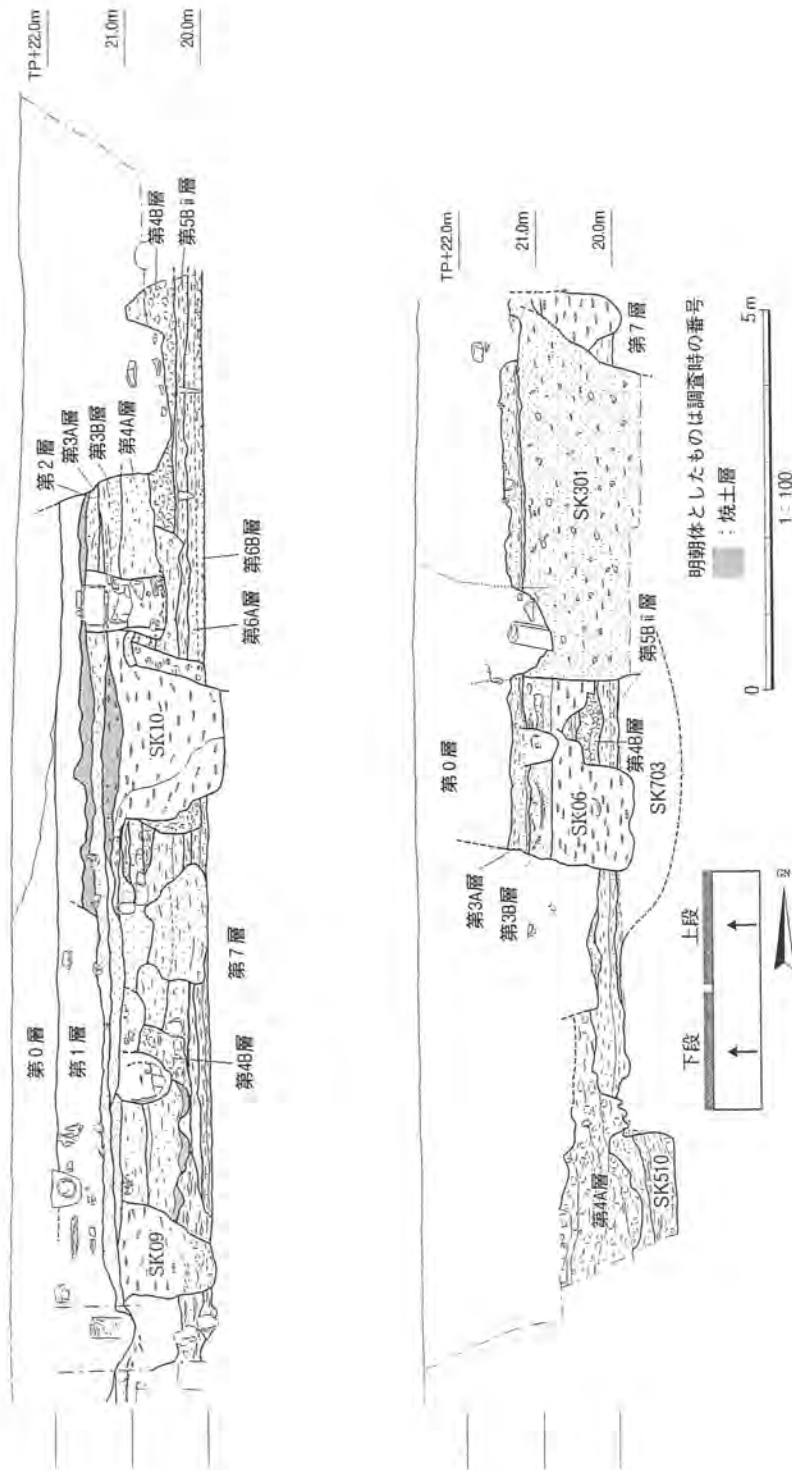 TP+22.0m
21.0m
20.0m
第0層
第1層
第2層
第3A層
第3B層
第4A層
第4B層
第5Bⅱ層
第6B層
第6A層
第7層
第4B層
SK09
SK10
TP+22.0m
21.0m
20.0m
第0層
第3A層
第3B層
第4A層
SK510
SK06
第4B層
SK703
第5Bⅱ層
SK301
第7層
下段
上段
明朝体としたものは調査時の番号
：焼土層
0
5m
1：100